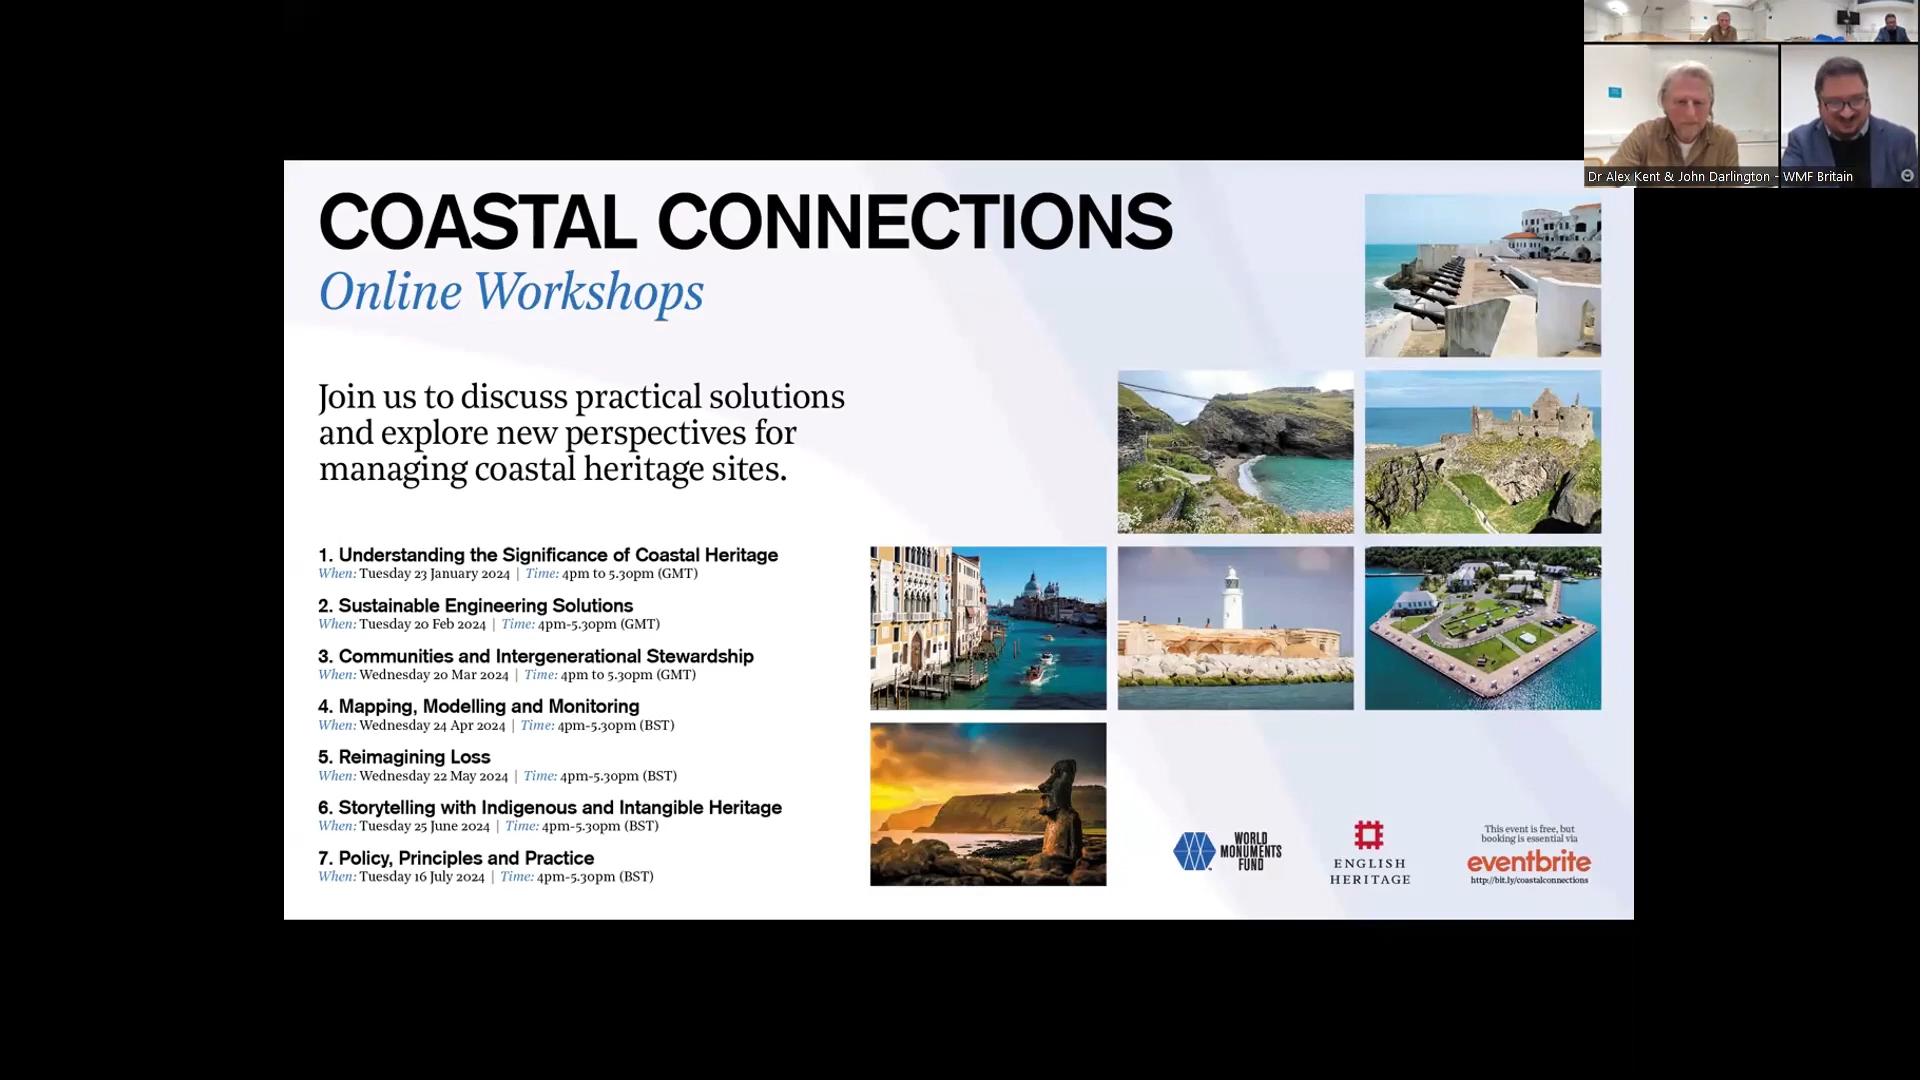 Dr Alex Kent & John Darlington - WMF Britain
COASTAL CONNECTIONS
Online Workshops
Join us to discuss practical solutions
and explore new perspectives for
managing coastal heritage sites.
1. Understanding the Significance of Coastal Heritage
When: Tuesday 23 January 2024 | Time: 4pm to 5.30pm (GMT)
2. Sustainable Engineering Solutions
When: Tuesday 20 Feb 2024 | Time: 4pm-5.30pm (GMT)
3. Communities and Intergenerational Stewardship
When: Wednesday 20 Mar 2024 | Time: 4pm to 5.30pm (GMT)
4. Mapping, Modelling and Monitoring
When: Wednesday 24 Apr 2024 | Time: 4pm-5.30pm (BST)
5. Reimagining Loss
When: Wednesday 22 May 2024 | Time: 4pm-5.30pm (BST)
6. Storytelling with Indigenous and Intangible Heritage
When: Tuesday 25 June 2024 | Time: 4pm-5.30pm (BST)
7. Policy, Principles and Practice
When: Tuesday 16 July 2024 | Time: 4pm-5.30pm (BST)
WORLD
MONUMENTS
FUND
ENGLISH
HERITAGE
This event is free, but
booking is essential via
eventbrite
http://bit.ly/coastalconnections